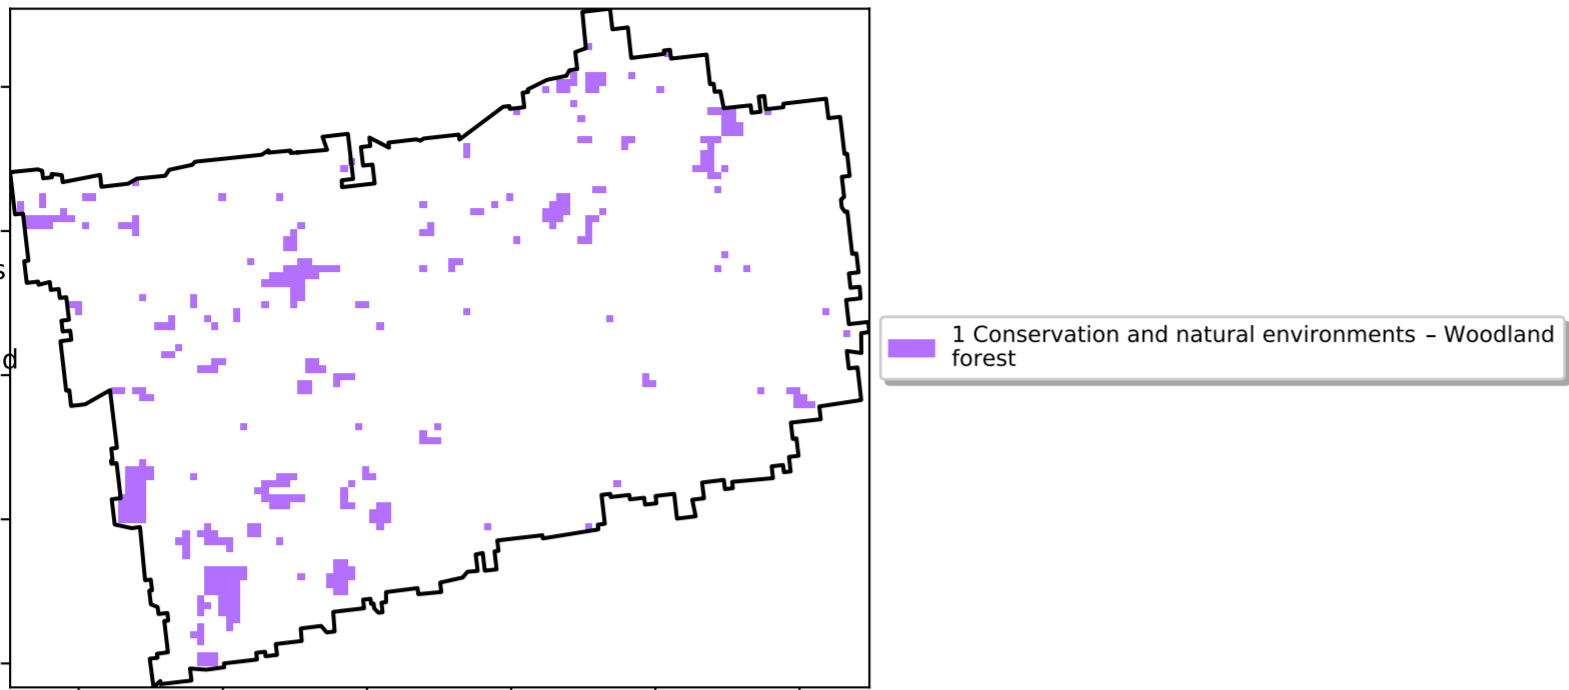 s
d
1 Conservation and natural environments – Woodland
forest